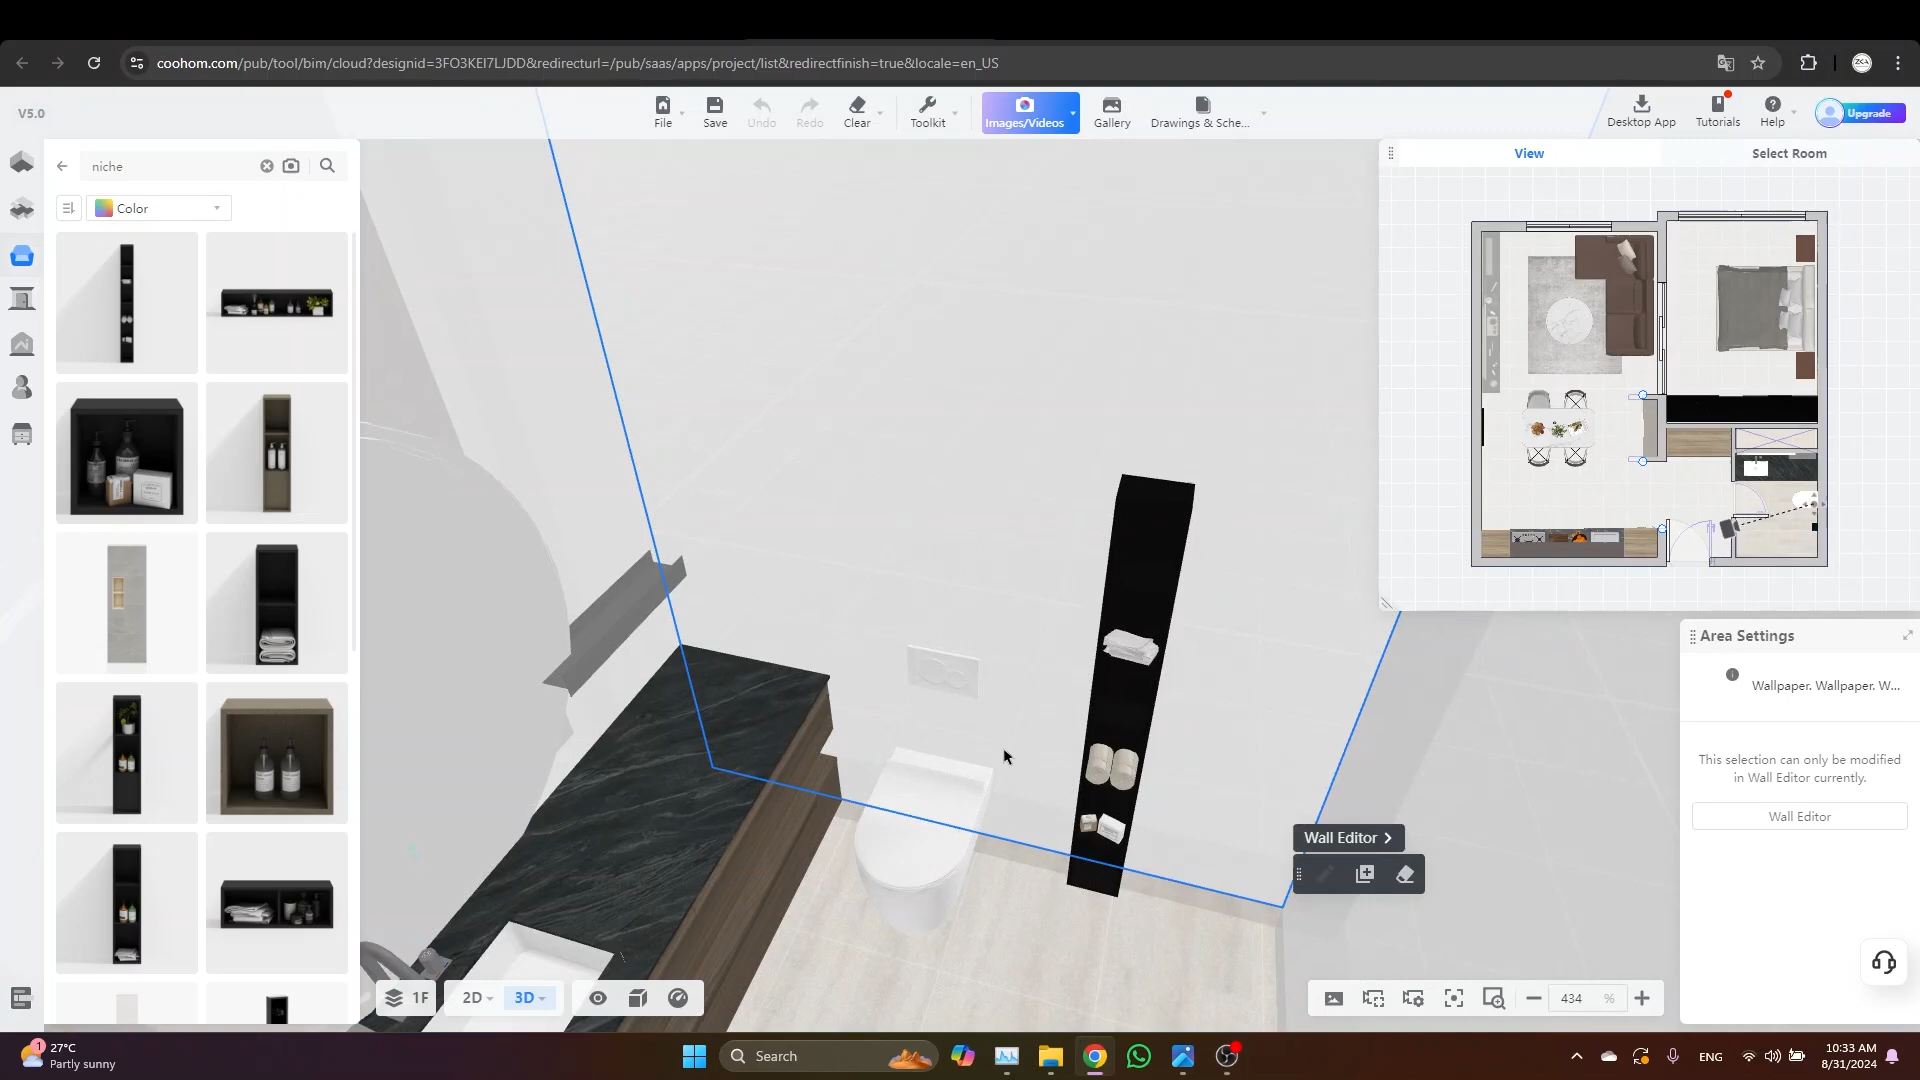 coohom.com/pub/tool/bim/cloud?designid=3FO3KEI7LJDD&redirecturl=/pub/saas/apps/project/list&redirectfinish=true&locale=en_US
V5.0
File
Save
Undo
Redo
Clear
Toolkit
Images/Videos
Gallery
Drawings & Sche...
Desktop App
Tutorials
Help
Upgrade
niche
Color
View
Select Room
Area Settings
Wallpaper. Wallpaper. W...
This selection can only be modified
in Wall Editor currently.
Wall Editor
Wall Editor
1F
2D
3D
434 %
1
27°C
Partly sunny
Search
ENG
10:33 AM
8/31/2024